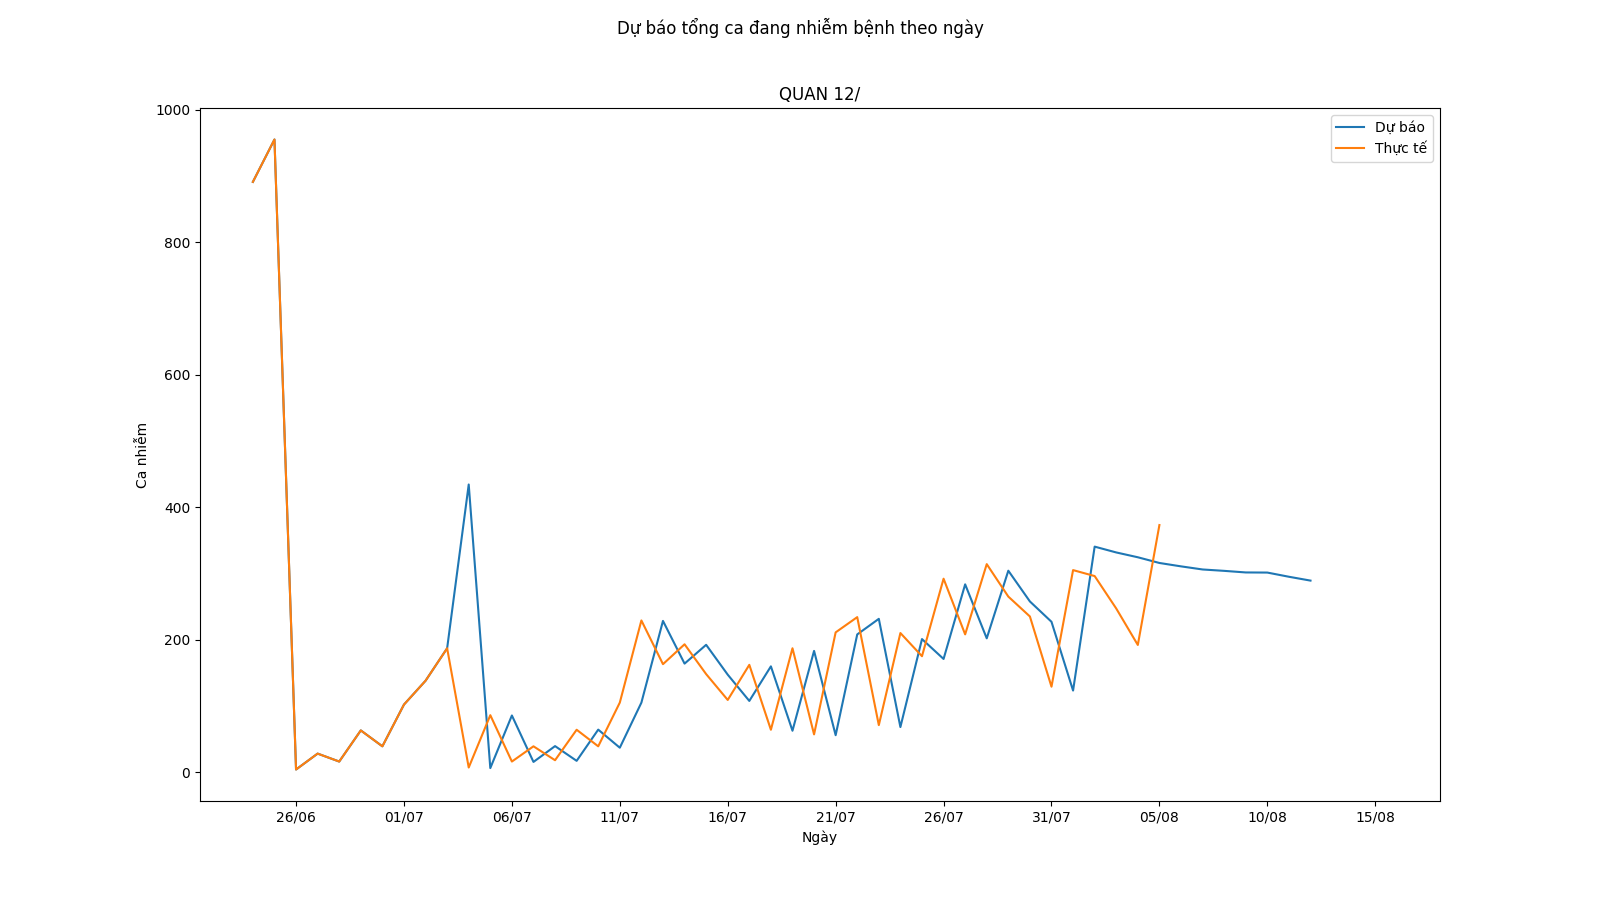 Dự báo tổng ca đang nhiễm bệnh theo ngày
QUAN 12/
1000
800
600
400
200
0
Ca nhiễm
Dự báo
Thực tế
26/06 01/07 06/07 11/07 16/07 21/07 26/07 31/07 05/08 10/08 15/08
Ngày